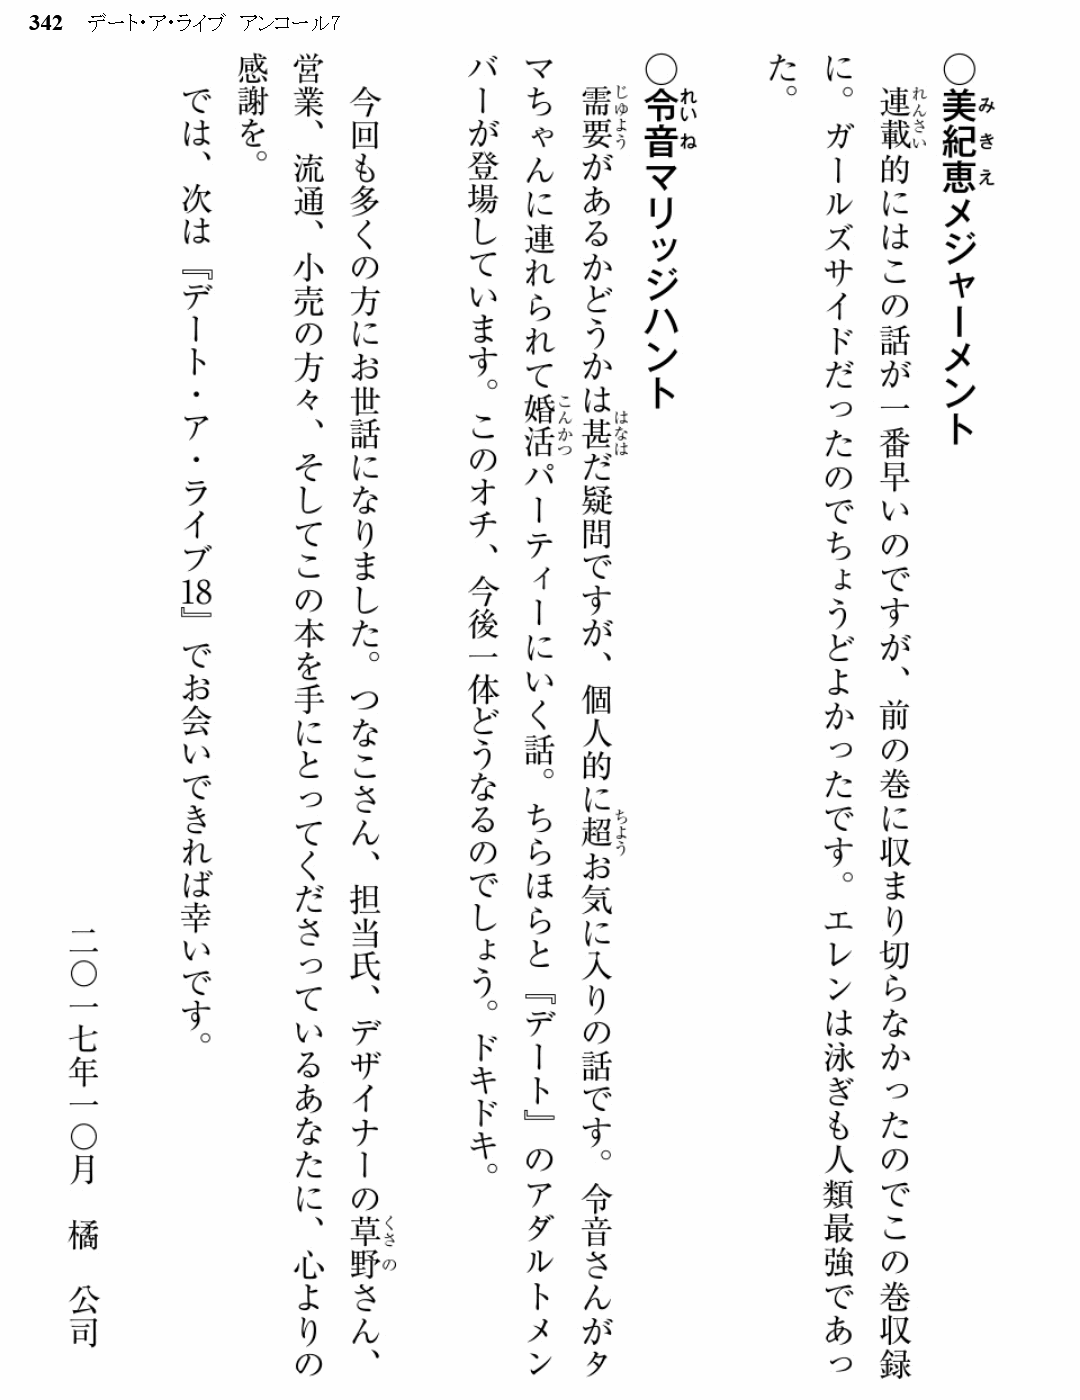 342 デート・ア・ライブ アンコール7
○美紀恵メジャーメント
連載的にはこの話が一番早いのですが、前の巻に収まり切らなかったのでこの巻収録
に。ガールズサイドだったのでちょうどよかったです。エレンは泳ぎも人類最強であっ
た。
○令音マリッジハント
需要があるかどうかは甚だ疑問ですが、個人的に超お気に入りの話です。令音さんがタ
マちゃんに連れられて婚活パーティーにいく話。ちらほらと『デート』のアダルトメン
バーが登場しています。このオチ、今後一体どうなるのでしょう。ドキドキ。
今回も多くの方にお世話になりました。つなこさん、担当氏、デザイナーの草野さん、
営業、流通、小売の方々、そしてこの本を手にとってくださっているあなたに、心よりの
感謝を。
では、次は『デート・ア・ライブ18』でお会いできれば幸いです。
二〇一七年一〇月 橘 公司